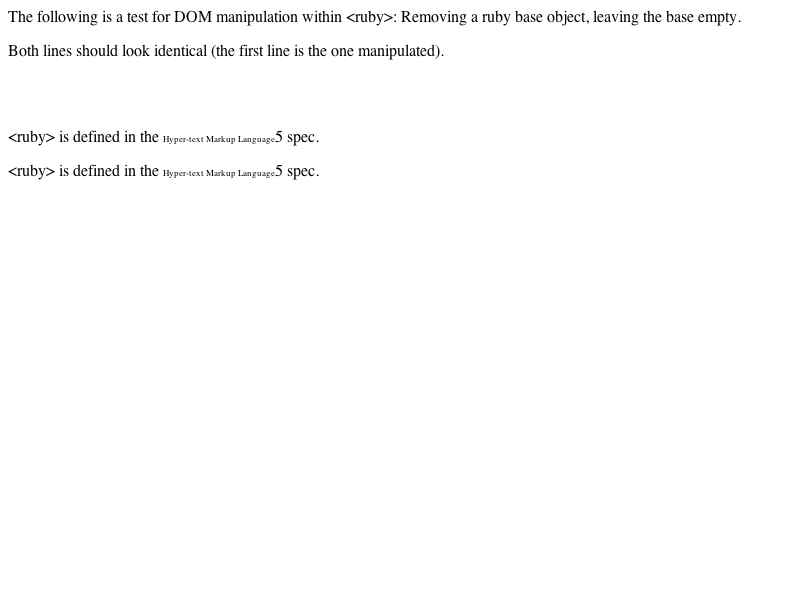 The following is a test for DOM manipulation within <ruby>: Removing a ruby base object, leaving the base empty.
Both lines should look identical (the first line is the one manipulated).
<ruby> is defined in the Hyper-text Markup Language5 spec.
<ruby> is defined in the Hyper-text Markup Language5 spec.